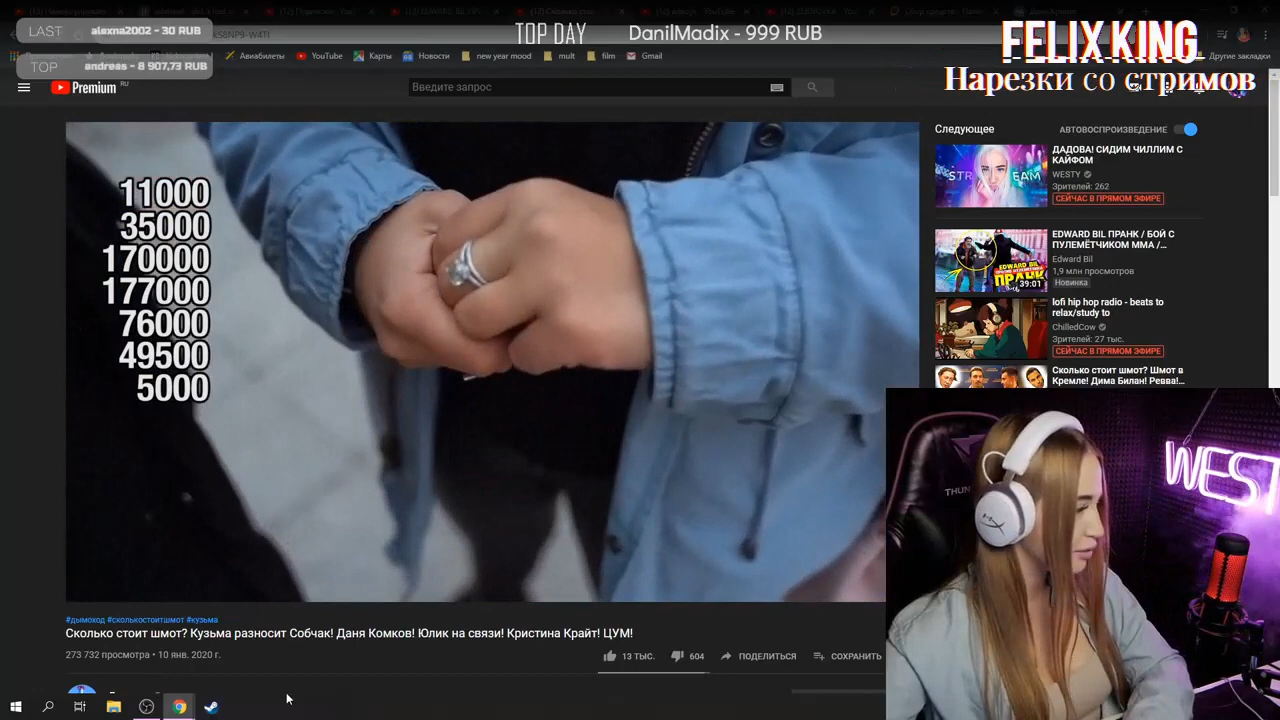 LAST alexna2002 - 30 RUB
TOP DAY DanilMadix - 999 RUB
FELIX KING
Нарезки со стримов
TOP andreas - 8 907,73 RUB
Авиабилеты YouTube Карты Новости new year mood mult film Gmail Другие закладки
Premium RU
Введите запрос
11000
35000
170000
177000
76000
49500
5000
Следующее АВТОВОСПРОИЗВЕДЕНИЕ
ДАДОВА! СИДИМ ЧИЛЛИМ С
КАЙФОМ
WESTY
Зрителей: 262
СЕЙЧАС В ПРЯМОМ ЭФИРЕ
EDWARD BIL ПРАНК / БОЙ С
ПУЛЕМЁТЧИКОМ ММА /...
Edward Bil
1,9 млн просмотров
Новинка
EDWARD BIL
ПРАНК
39:01
lofi hip hop radio - beats to
relax/study to
ChilledCow
Зрителей: 27 тыс.
СЕЙЧАС В ПРЯМОМ ЭФИРЕ
Сколько стоит шмот? Шмот в
Кремле! Дима Билан! Ревва!...
WEST
#дымоход #сколькостоитшмот #кузьма
Сколько стоит шмот? Кузьма разносит Собчак! Даня Комков! Юлик на связи! Кристина Крайт! ЦУМ!
273 732 просмотра • 10 янв. 2020 г.
13 ТЫС. 604 ПОДЕЛИТЬСЯ СОХРАНИТЬ